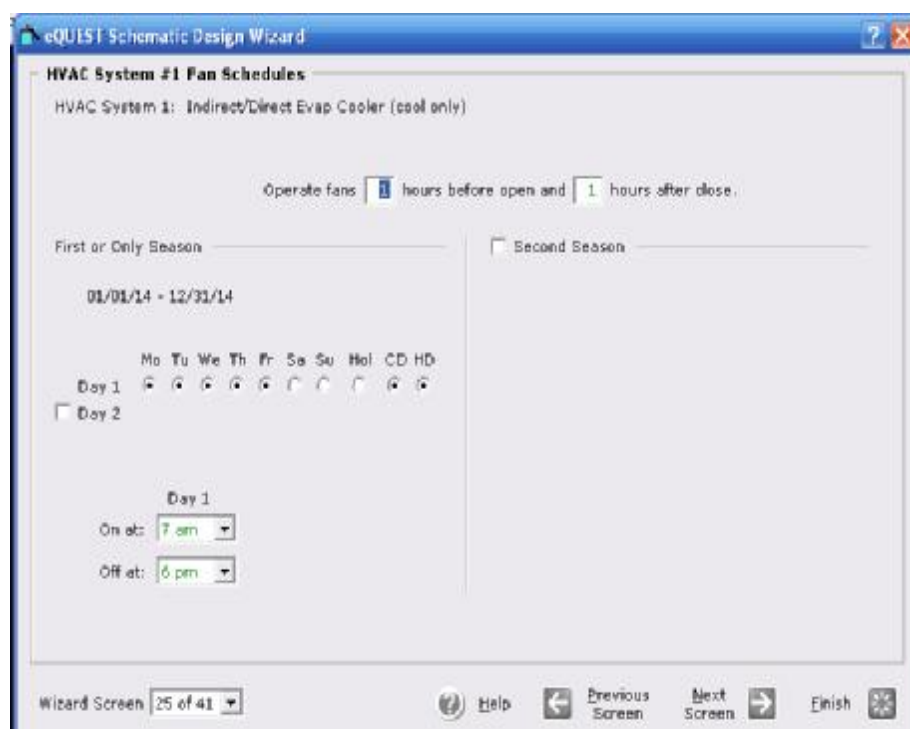 eQUEST Schematic Design Wizard
HVAC System #1 Fan Schedules
HVAC System 1: Indirect/Direct Evap Cooler (cool only)
Operate fans 1 hours before open and 1 hours after close.
First or Only Season
Second Season
01/01/14 - 12/31/14
Mo Tu We Th Fr Sa Su Hol CD HD
Day 1
Day 2
Day 1
On at: 7 am
Off at: 6 pm
Wizard Screen 25 of 41
Help
Previous Screen
Next Screen
Finish